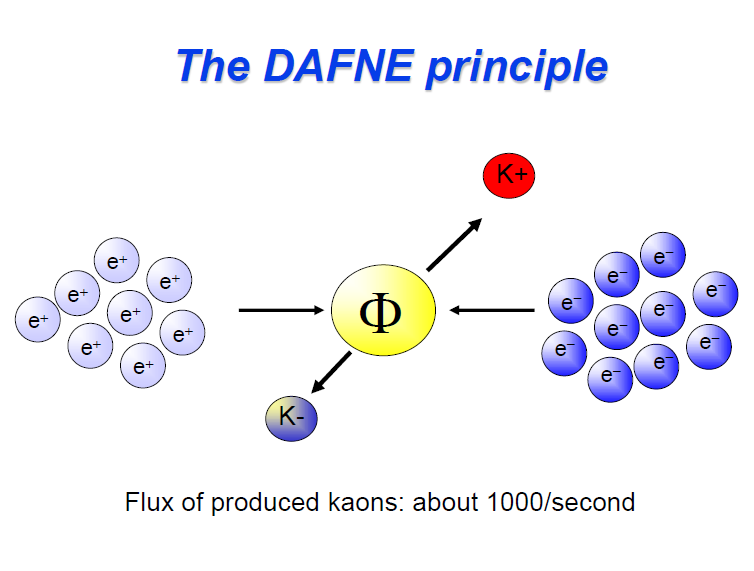 The DAFNE principle
K+
e⁺
e⁺
e⁺
e⁺
e⁺
e⁺
e⁺
e⁺
Φ
e⁻
e⁻
e⁻
e⁻
e⁻
e⁻
e⁻
e⁻
e⁻
e⁻
K-
Flux of produced kaons: about 1000/second